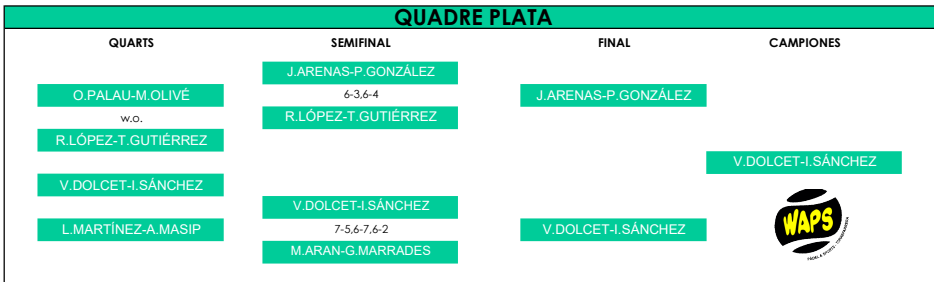 QUADRE PLATA
QUARTS SEMIFINAL FINAL CAMPIONES
J.ARENAS-P.GONZÁLEZ
O.PALAU-M.OLIVÉ 6-3,6-4 J.ARENAS-P.GONZÁLEZ
w.o. R.LÓPEZ-T.GUTIÉRREZ
R.LÓPEZ-T.GUTIÉRREZ
V.DOLCET-I.SÁNCHEZ
V.DOLCET-I.SÁNCHEZ
V.DOLCET-I.SÁNCHEZ
L.MARTÍNEZ-A.MASIP 7-5,6-7,6-2 V.DOLCET-I.SÁNCHEZ
M.ARAN-G.MARRADES
WAPS